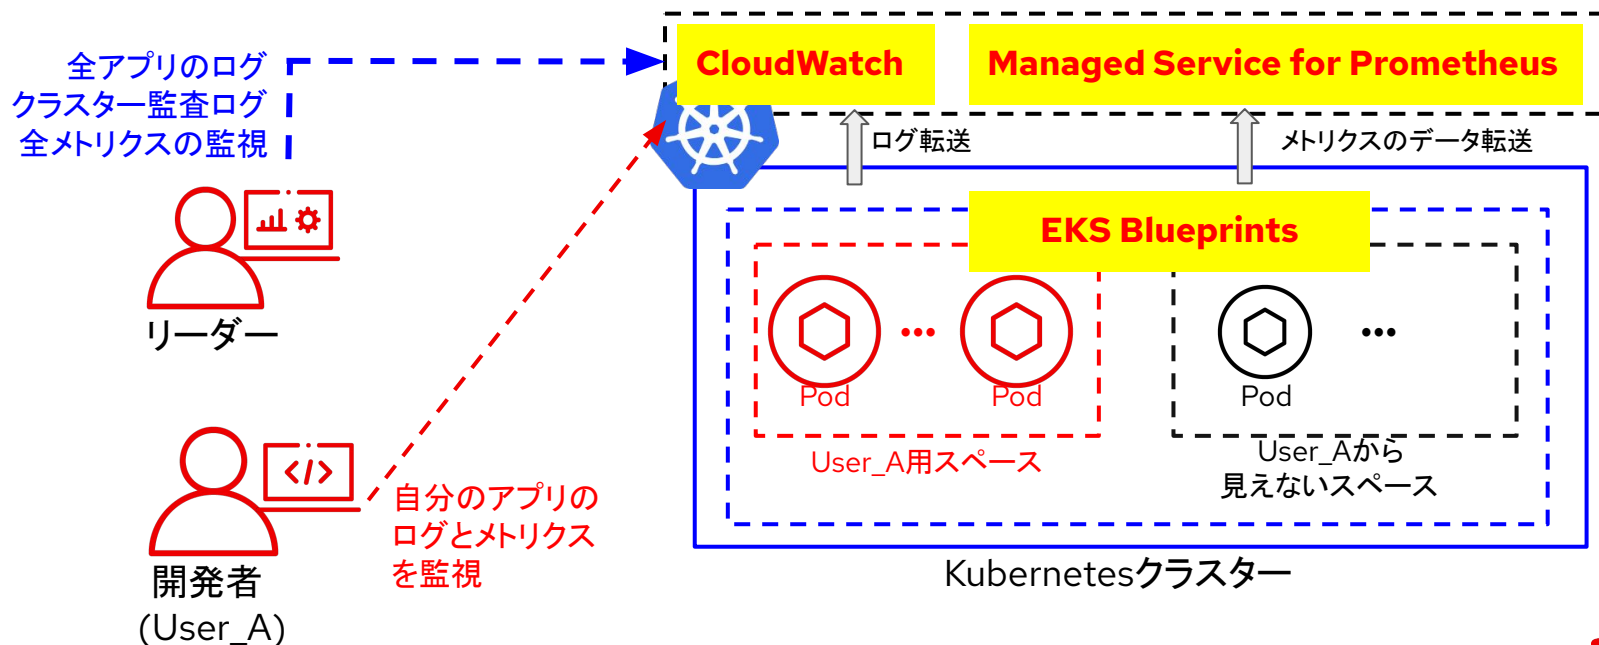 全アプリのログ
クラスター監査ログ
全メトリクスの監視
CloudWatch
Managed Service for Prometheus
ログ転送
メトリクスのデータ転送
EKS Blueprints
リーダー
Pod
Pod
Pod
User_A用スペース
User_Aから
見えないスペース
自分のアプリの
ログとメトリクス
を監視
開発者
(User_A)
Kubernetesクラスター